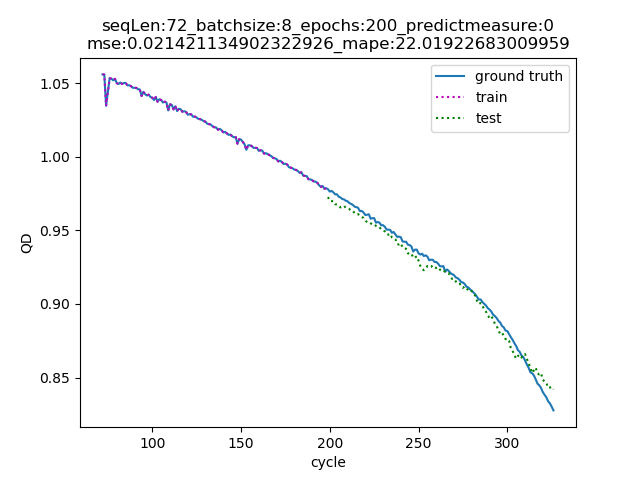 seqLen:72_batchsize:8_epochs:200_predictmeasure:0
mse:0.021421134902322926_mape:22.01922683009959
ground truth
train
test
1.05
1.00
0.95
0.90
0.85
QD
100
150
200
250
300
cycle